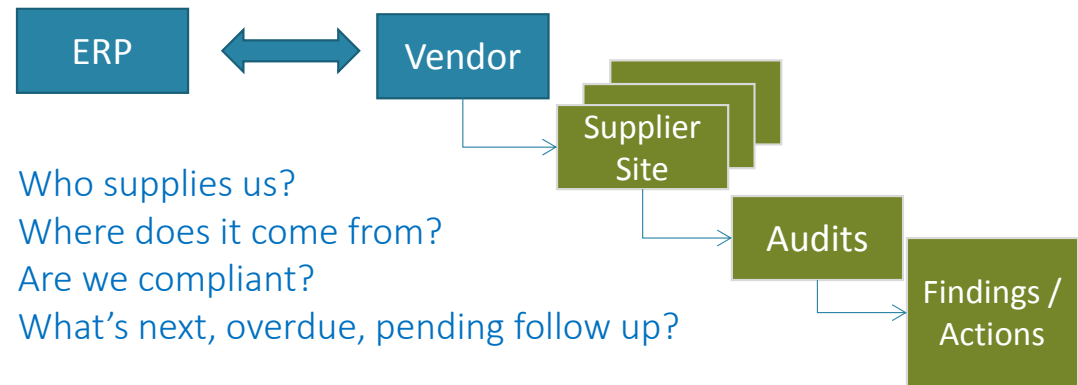 ERP
Vendor
Supplier
Site
Audits
Findings /
Actions
Who supplies us?
Where does it come from?
Are we compliant?
What's next, overdue, pending follow up?